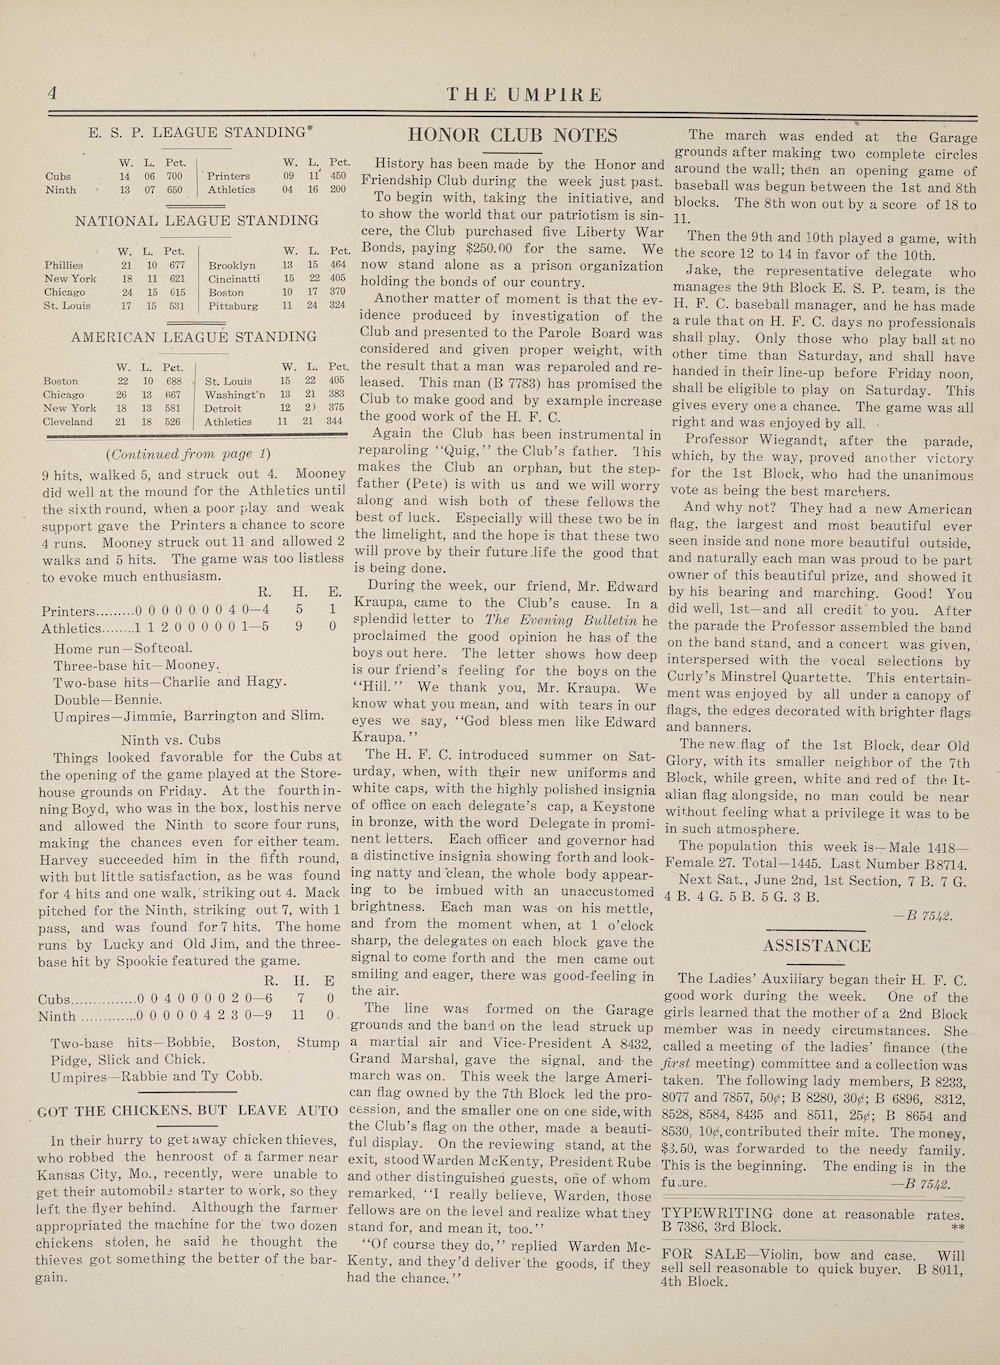 4
THE UMPIRE
E. S. P. LEAGUE STANDING*
W. L. Pct. W. L. Pct.
Cubs 14 06 700 Printers 09 11 450
Ninth 13 07 650 Athletics 04 16 200
NATIONAL LEAGUE STANDING
W. L. Pct. W. L. Pct.
Phillies 21 10 677 Brooklyn 13 15 464
New York 18 11 621 Cincinatti 15 22 405
Chicago 24 15 615 Boston 10 17 370
St. Louis 17 15 531 Pittsburg 11 24 324
AMERICAN LEAGUE STANDING
W. L. Pct. W. L. Pct.
Boston 22 10 688 St. Louis 15 22 405
Chicago 26 13 667 Washingt'n 13 21 383
New York 18 13 581 Detroit 12 20 375
Cleveland 21 18 526 Athletics 11 21 344
(Continued from page 1)
9 hits, walked 5, and struck out 4. Mooney
did well at the mound for the Athletics until
the sixth round, when a poor play and weak
support gave the Printers a chance to score
4 runs. Mooney struck out 11 and allowed 2
walks and 5 hits. The game was too listless
to evoke much enthusiasm.
R. H. E.
Printers.........0 0 0 0 0 0 0 4 0—4 5 1
Athletics........1 1 2 0 0 0 0 0 1—5 9 0
Home run—Softcoal.
Three-base hit—Mooney.
Two-base hits—Charlie and Hagy.
Double—Bennie.
Umpires—Jimmie, Barrington and Slim.
Ninth vs. Cubs
Things looked favorable for the Cubs at
the opening of the game played at the Store-
house grounds on Friday. At the fourth in-
ning Boyd, who was in the box, lost his nerve
and allowed the Ninth to score four runs,
making the chances even for either team.
Harvey succeeded him in the fifth round,
with but little satisfaction, as he was found
for 4 hits and one walk, striking out 4. Mack
pitched for the Ninth, striking out 7, with 1
pass, and was found for 7 hits. The home
runs by Lucky and Old Jim, and the three-
base hit by Spookie featured the game.
R. H. E
Cubs...............0 0 4 0 0 0 0 2 0—6 7 0
Ninth .............0 0 0 0 0 4 2 3 0—9 11 0
Two-base hits—Bobbie, Boston, Stump
Pidge, Slick and Chick.
Umpires—Rabbie and Ty Cobb.
GOT THE CHICKENS, BUT LEAVE AUTO
In their hurry to get away chicken thieves,
who robbed the henroost of a farmer near
Kansas City, Mo., recently, were unable to
get their automobile starter to work, so they
left the flyer behind. Although the farmer
appropriated the machine for the two dozen
chickens stolen, he said he thought the
thieves got something the better of the bar-
gain.
HONOR CLUB NOTES
History has been made by the Honor and
Friendship Club during the week just past.
To begin with, taking the initiative, and
to show the world that our patriotism is sin-
cere, the Club purchased five Liberty War
Bonds, paying $250.00 for the same. We
now stand alone as a prison organization
holding the bonds of our country.
Another matter of moment is that the ev-
idence produced by investigation of the
Club and presented to the Parole Board was
considered and given proper weight, with
the result that a man was reparoled and re-
leased. This man (B 7783) has promised the
Club to make good and by example increase
the good work of the H. F. C.
Again the Club has been instrumental in
reparoling "Quig," the Club's father. This
makes the Club an orphan, but the step-
father (Pete) is with us and we will worry
along and wish both of these fellows the
best of luck. Especially will these two be in
the limelight, and the hope is that these two
will prove by their future life the good that
is being done.
During the week, our friend, Mr. Edward
Kraupa, came to the Club's cause. In a
splendid letter to The Evening Bulletin he
proclaimed the good opinion he has of the
boys out here. The letter shows how deep
is our friend's feeling for the boys on the
"Hill." We thank you, Mr. Kraupa. We
know what you mean, and with tears in our
eyes we say, "God bless men like Edward
Kraupa."
The H. F. C. introduced summer on Sat-
urday, when, with their new uniforms and
white caps, with the highly polished insignia
of office on each delegate's cap, a Keystone
in bronze, with the word Delegate in promi-
nent letters. Each officer and governor had
a distinctive insignia showing forth and look-
ing natty and clean, the whole body appear-
ing to be imbued with an unaccustomed
brightness. Each man was on his mettle,
and from the moment when, at 1 o'clock
sharp, the delegates on each block gave the
signal to come forth and the men came out
smiling and eager, there was good-feeling in
the air.
The line was formed on the Garage
grounds and the band on the lead struck up
a martial air and Vice-President A 8432,
Grand Marshal, gave the signal, and the
march was on. This week the large Ameri-
can flag owned by the 7th Block led the pro-
cession, and the smaller one on one side, with
the Club's flag on the other, made a beauti-
ful display. On the reviewing stand, at the
exit, stood Warden McKenty, President Rube
and other distinguished guests, one of whom
remarked, "I really believe, Warden, those
fellows are on the level and realize what they
stand for, and mean it, too."
"Of course they do," replied Warden Mc-
Kenty, and they'd deliver the goods, if they
had the chance."
The march was ended at the Garage
grounds after making two complete circles
around the wall; then an opening game of
baseball was begun between the 1st and 8th
blocks. The 8th won out by a score of 18 to
11.
Then the 9th and 10th played a game, with
the score 12 to 14 in favor of the 10th.
Jake, the representative delegate who
manages the 9th Block E. S. P. team, is the
H. F. C. baseball manager, and he has made
a rule that on H. F. C. days no professionals
shall play. Only those who play ball at no
other time than Saturday, and shall have
handed in their line-up before Friday noon,
shall be eligible to play on Saturday. This
gives every one a chance. The game was all
right and was enjoyed by all.
Professor Wiegandt, after the parade,
which, by the way, proved another victory
for the 1st Block, who had the unanimous
vote as being the best marchers.
And why not? They had a new American
flag, the largest and most beautiful ever
seen inside and none more beautiful outside,
and naturally each man was proud to be part
owner of this beautiful prize, and showed it
by his bearing and marching. Good! You
did well, 1st—and all credit to you. After
the parade the Professor assembled the band
on the band stand, and a concert was given,
interspersed with the vocal selections by
Curly's Minstrel Quartette. This entertain-
ment was enjoyed by all under a canopy of
flags, the edges decorated with brighter flags
and banners.
The new flag of the 1st Block, dear Old
Glory, with its smaller neighbor of the 7th
Block, while green, white and red of the It-
alian flag alongside, no man could be near
without feeling what a privilege it was to be
in such atmosphere.
The population this week is—Male 1418—
Female 27. Total—1445. Last Number B8714.
Next Sat., June 2nd, 1st Section, 7 B. 7 G.
4 B. 4 G. 5 B. 5 G. 3 B.
—B 7542.
ASSISTANCE
The Ladies' Auxiliary began their H. F. C.
good work during the week. One of the
girls learned that the mother of a 2nd Block
member was in needy circumstances. She
called a meeting of the ladies' finance (the
first meeting) committee and a collection was
taken. The following lady members, B 8233,
8077 and 7857, 50¢; B 8280, 30¢; B 6896, 8312,
8528, 8584, 8435 and 8511, 25¢; B 8654 and
8530, 10¢, contributed their mite. The money,
$3.50, was forwarded to the needy family.
This is the beginning. The ending is in the
future. —B 7542.
TYPEWRITING done at reasonable rates.
B 7386, 3rd Block. **
FOR SALE—Violin, bow and case. Will
sell sell reasonable to quick buyer. B 8011,
4th Block.